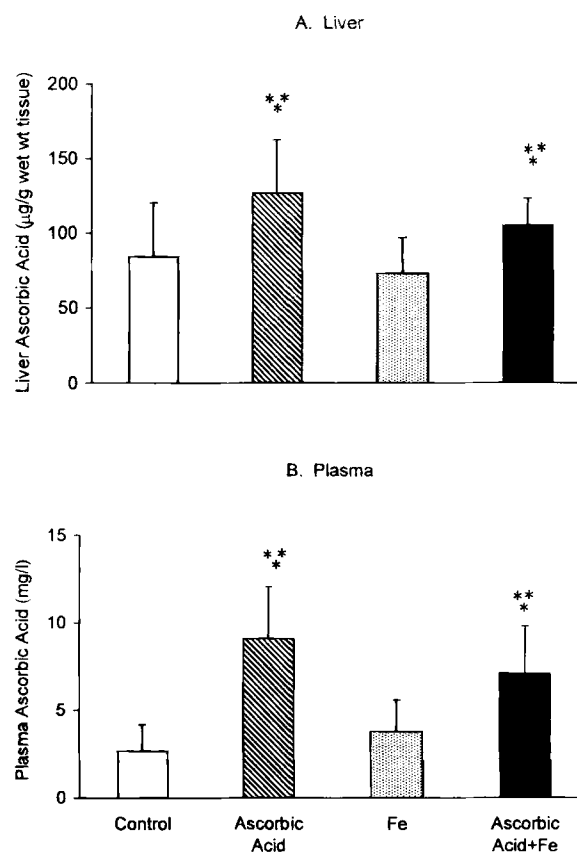 A. Liver
Liver Ascorbic Acid (µg/g wet wt tissue)
200
150
100
50
0
**
*
**
*
B. Plasma
Plasma Ascorbic Acid (mg/l)
15
10
5
0
**
*
**
*
Control
Ascorbic
Acid
Fe
Ascorbic
Acid+Fe